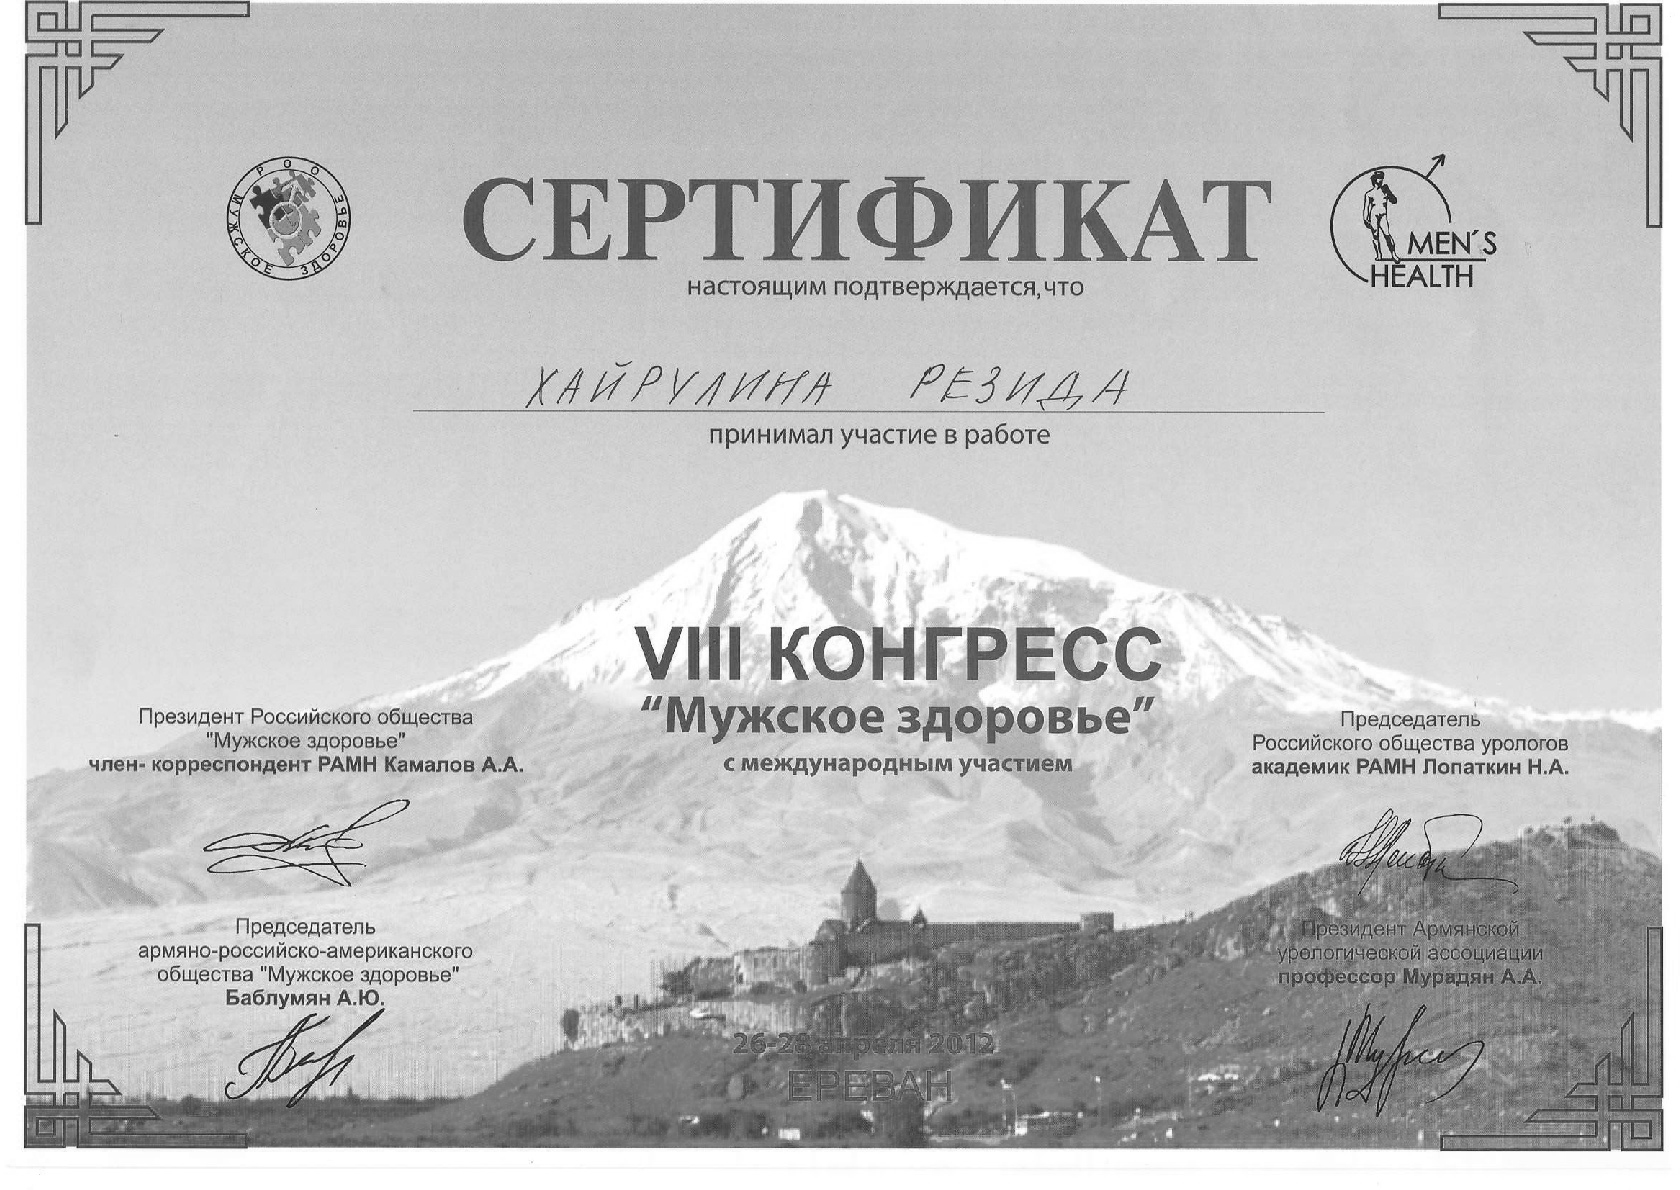 РОО МУЖСКОЕ ЗДОРОВЬЕ
СЕРТИФИКАТ
MEN´S
HEALTH
настоящим подтверждается,что
ХАЙРУЛИНА РЕЗИДА
принимал участие в работе
VIII КОНГРЕСС
“Мужское здоровье”
с международным участием
Президент Российского общества
"Мужское здоровье"
член- корреспондент РАМН Камалов А.А.
Председатель
Российского общества урологов
академик РАМН Лопаткин Н.А.
Председатель
армяно-российско-американского
общества "Мужское здоровье"
Баблумян А.Ю.
Президент Армянской
урологической ассоциации
профессор Мурадян А.А.
26-28 апреля 2012
ЕРЕВАН